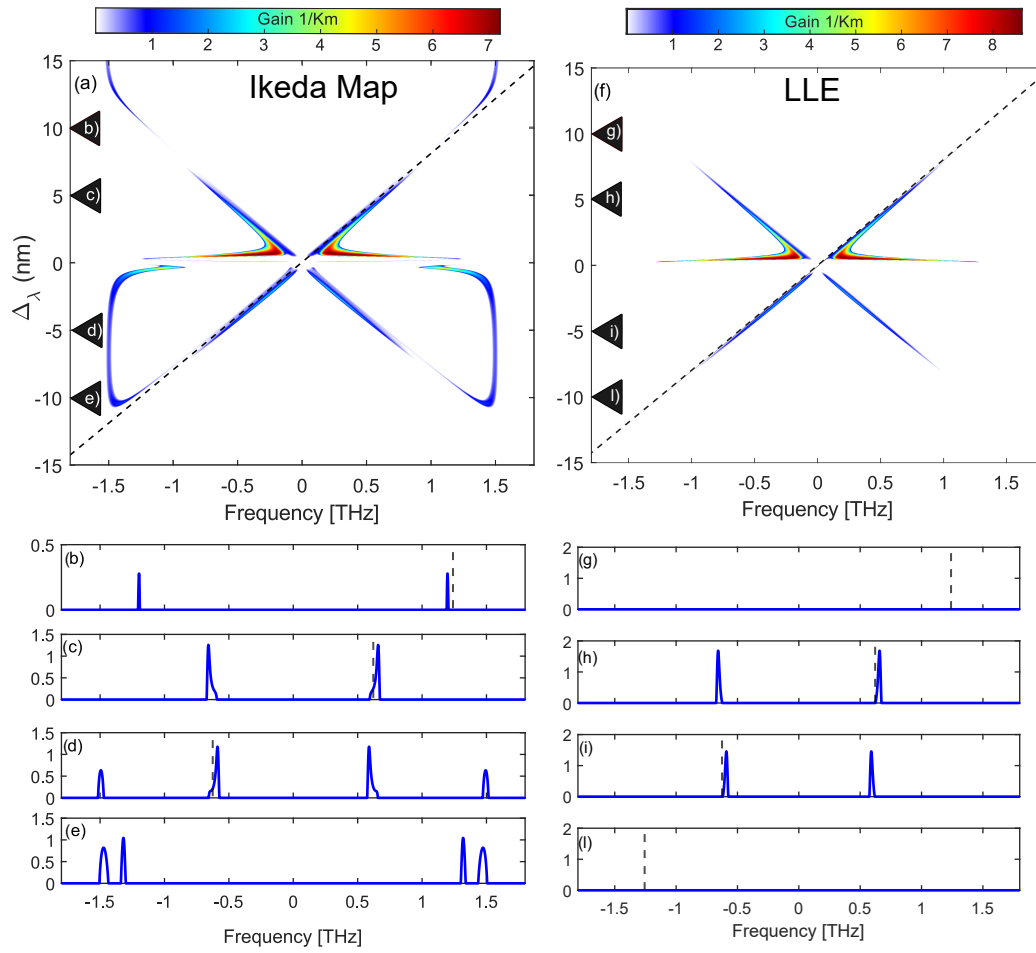 Gain 1/Km
1 2 3 4 5 6 7
(a) Ikeda Map
b)
c)
d)
e)
15
10
5
0
-5
-10
-15
Δλ (nm)
-1.5 -1 -0.5 0 0.5 1 1.5
Frequency [THz]
Gain 1/Km
1 2 3 4 5 6 7 8
(f) LLE
g)
h)
i)
l)
15
10
5
0
-5
-10
-15
-1.5 -1 -0.5 0 0.5 1 1.5
Frequency [THz]
(b)
0.5
0
(c)
1.5
1
0.5
0
(d)
1.5
1
0.5
0
(e)
1.5
1
0.5
0
-1.5 -1 -0.5 0 0.5 1 1.5
Frequency [THz]
(g)
2
1
0
(h)
2
1
0
(i)
2
1
0
(l)
2
1
0
-1.5 -1 -0.5 0 0.5 1 1.5
Frequency [THz]